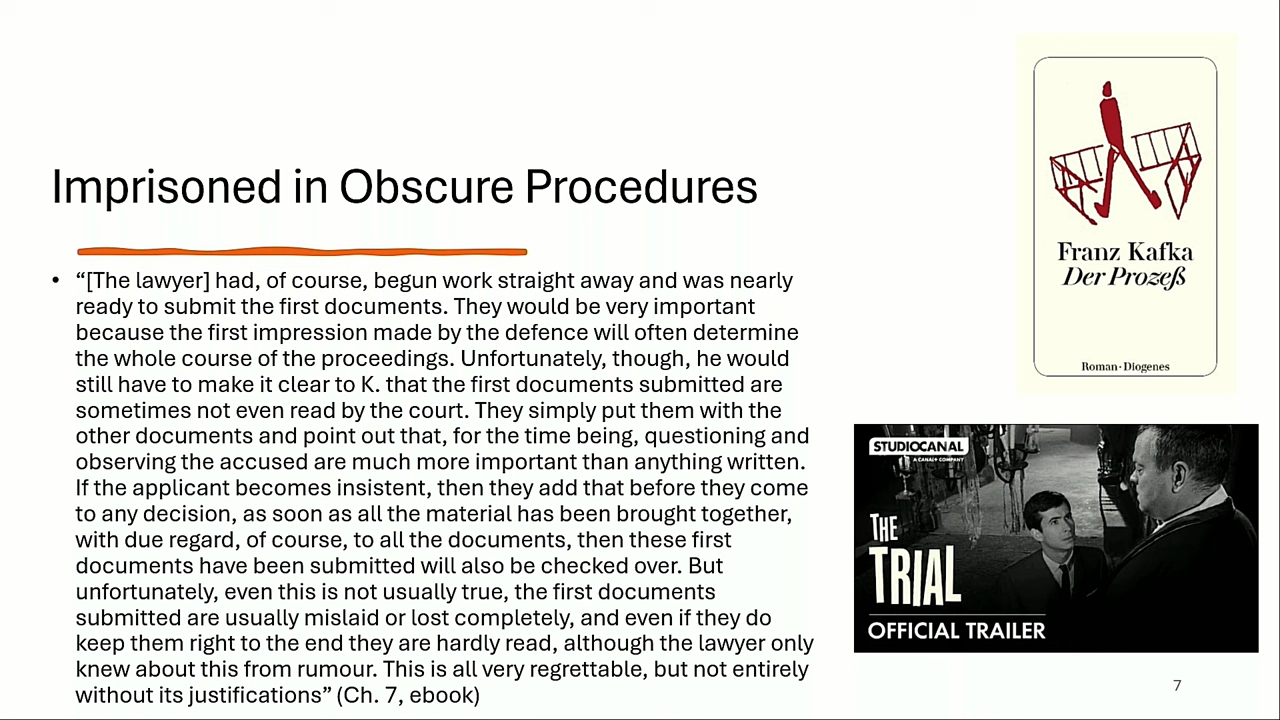 Imprisoned in Obscure Procedures
• “[The lawyer] had, of course, begun work straight away and was nearly
ready to submit the first documents. They would be very important
because the first impression made by the defence will often determine
the whole course of the proceedings. Unfortunately, though, he would
still have to make it clear to K. that the first documents submitted are
sometimes not even read by the court. They simply put them with the
other documents and point out that, for the time being, questioning and
observing the accused are much more important than anything written.
If the applicant becomes insistent, then they add that before they come
to any decision, as soon as all the material has been brought together,
with due regard, of course, to all the documents, then these first
documents have been submitted will also be checked over. But
unfortunately, even this is not usually true, the first documents
submitted are usually mislaid or lost completely, and even if they do
keep them right to the end they are hardly read, although the lawyer only
knew about this from rumour. This is all very regrettable, but not entirely
without its justifications” (Ch. 7, ebook)
Franz Kafka
Der Prozeß
Roman · Diogenes
STUDIOCANAL
A CANAL+ COMPANY
THE
TRIAL
OFFICIAL TRAILER
7